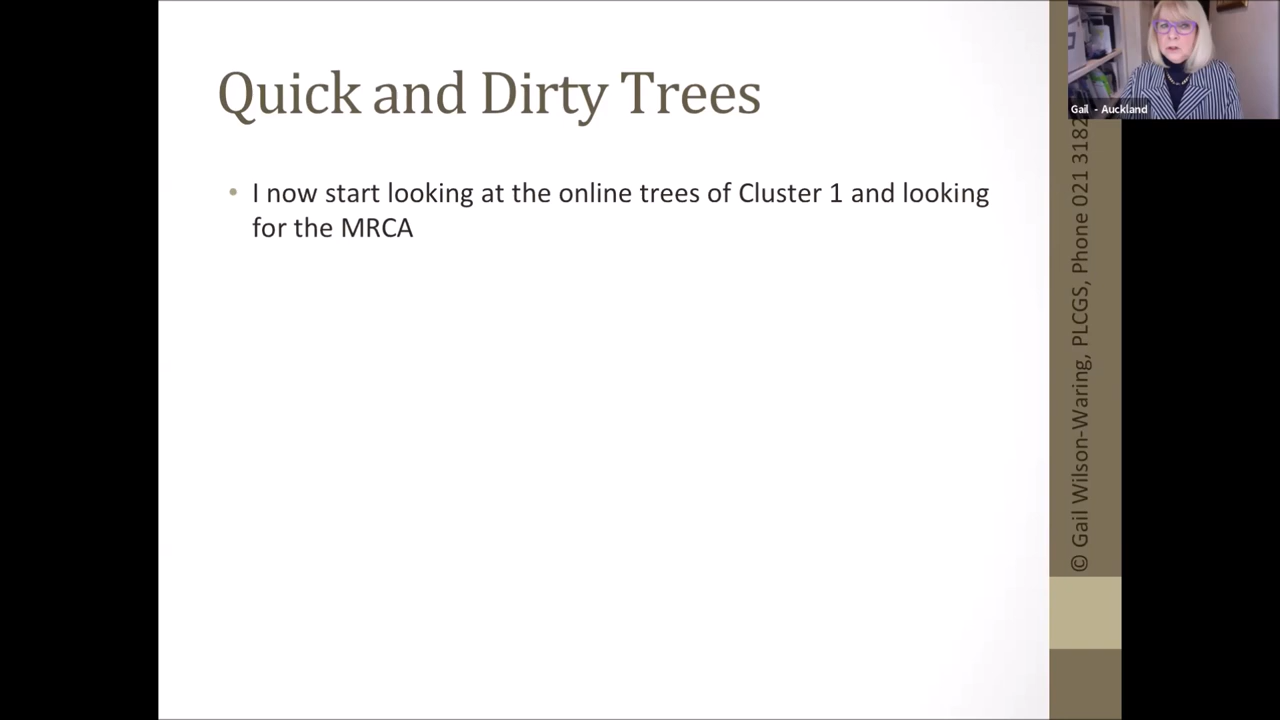 Quick and Dirty Trees
• I now start looking at the online trees of Cluster 1 and looking
for the MRCA
Gail - Auckland
© Gail Wilson-Waring, PLCGS, Phone 021 3182